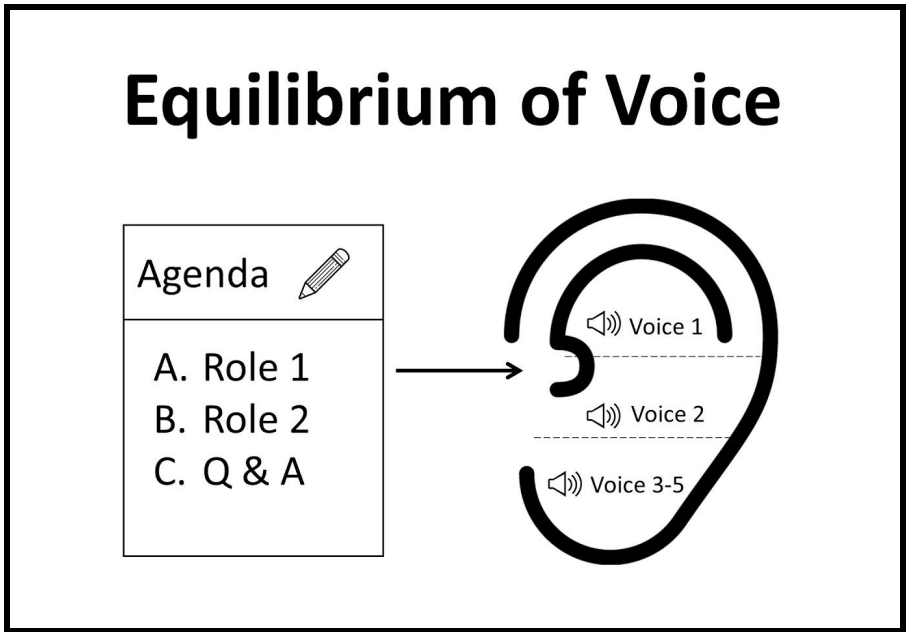 Equilibrium of Voice
Agenda
A. Role 1
B. Role 2
C. Q & A
Voice 1
Voice 2
Voice 3-5